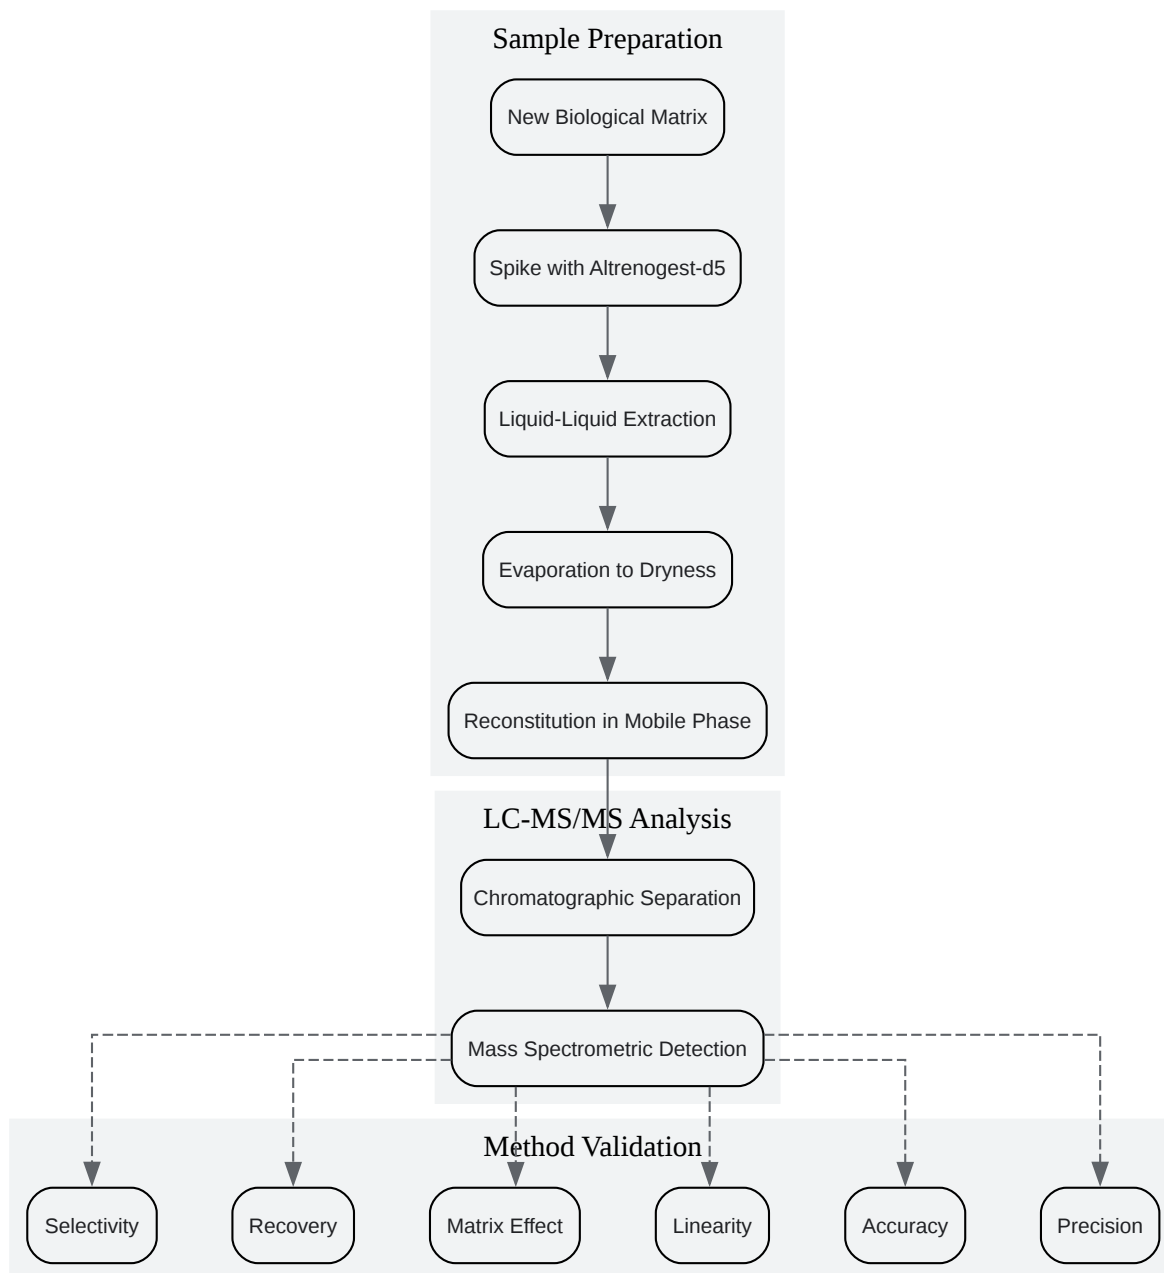 Sample Preparation
New Biological Matrix
Spike with Altrenogest-d5
Liquid-Liquid Extraction
Evaporation to Dryness
Reconstitution in Mobile Phase
LC-MS/MS Analysis
Chromatographic Separation
Mass Spectrometric Detection
Method Validation
Selectivity
Recovery
Matrix Effect
Linearity
Accuracy
Precision